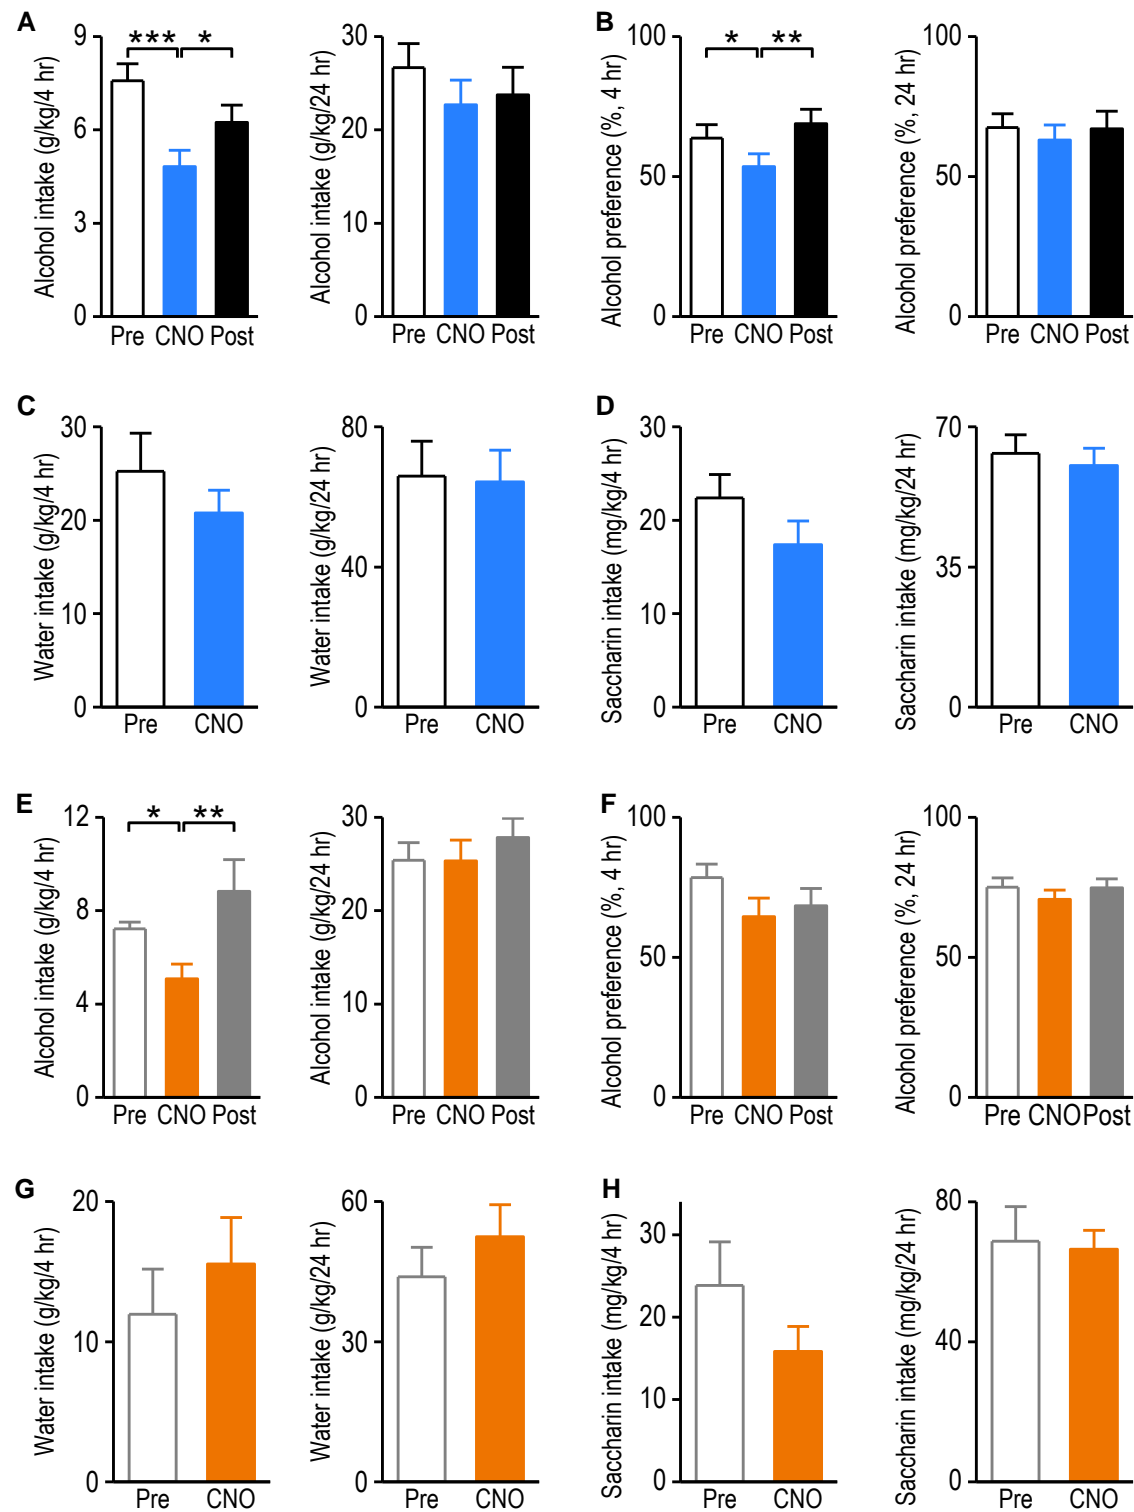 A
Alcohol intake (g/kg/4 hr)
9
6
3
0
***
*
Pre CNO Post
Alcohol intake (g/kg/24 hr)
30
20
10
0
Pre CNO Post
B
Alcohol preference (%, 4 hr)
100
50
0
*
**
Pre CNO Post
Alcohol preference (%, 24 hr)
100
50
0
Pre CNO Post
C
Water intake (g/kg/4 hr)
30
20
10
0
Pre CNO
Water intake (g/kg/24 hr)
80
40
0
Pre CNO
D
Saccharin intake (mg/kg/4 hr)
30
20
10
0
Pre CNO
Saccharin intake (mg/kg/24 hr)
70
35
0
Pre CNO
E
Alcohol intake (g/kg/4 hr)
12
8
4
0
*
**
Pre CNO Post
Alcohol intake (g/kg/24 hr)
30
20
10
0
Pre CNO Post
F
Alcohol preference (%, 4 hr)
100
50
0
Pre CNO Post
Alcohol preference (%, 24 hr)
100
50
0
Pre CNO Post
G
Water intake (g/kg/4 hr)
20
10
0
Pre CNO
Water intake (g/kg/24 hr)
60
30
0
Pre CNO
H
Saccharin intake (mg/kg/4 hr)
30
20
10
0
Pre CNO
Saccharin intake (mg/kg/24 hr)
80
40
0
Pre CNO